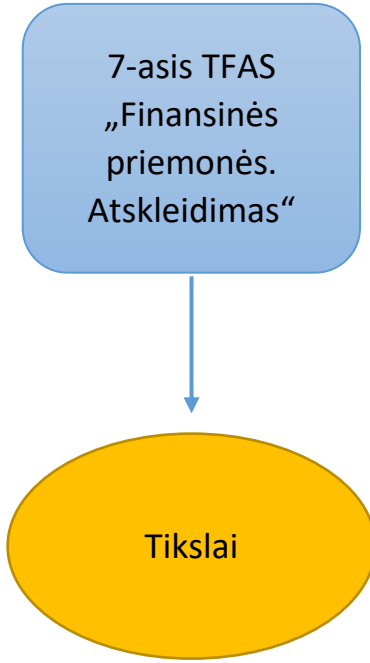 7-asis TFAS
„Finansinės
priemonės.
Atskleidimas“
Tikslai